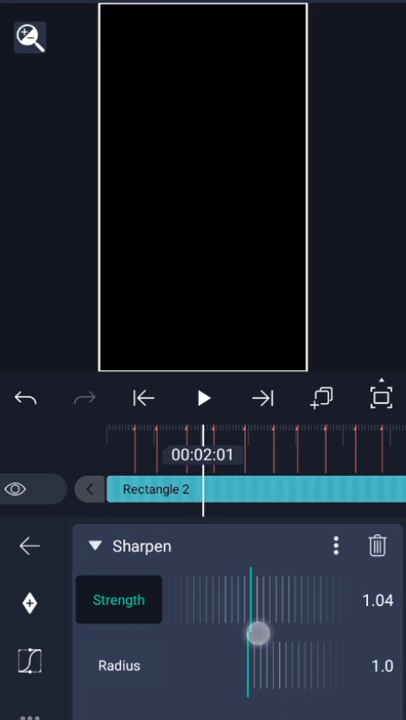 00:02:01
Rectangle 2
Sharpen
Strength
1.04
Radius
1.0